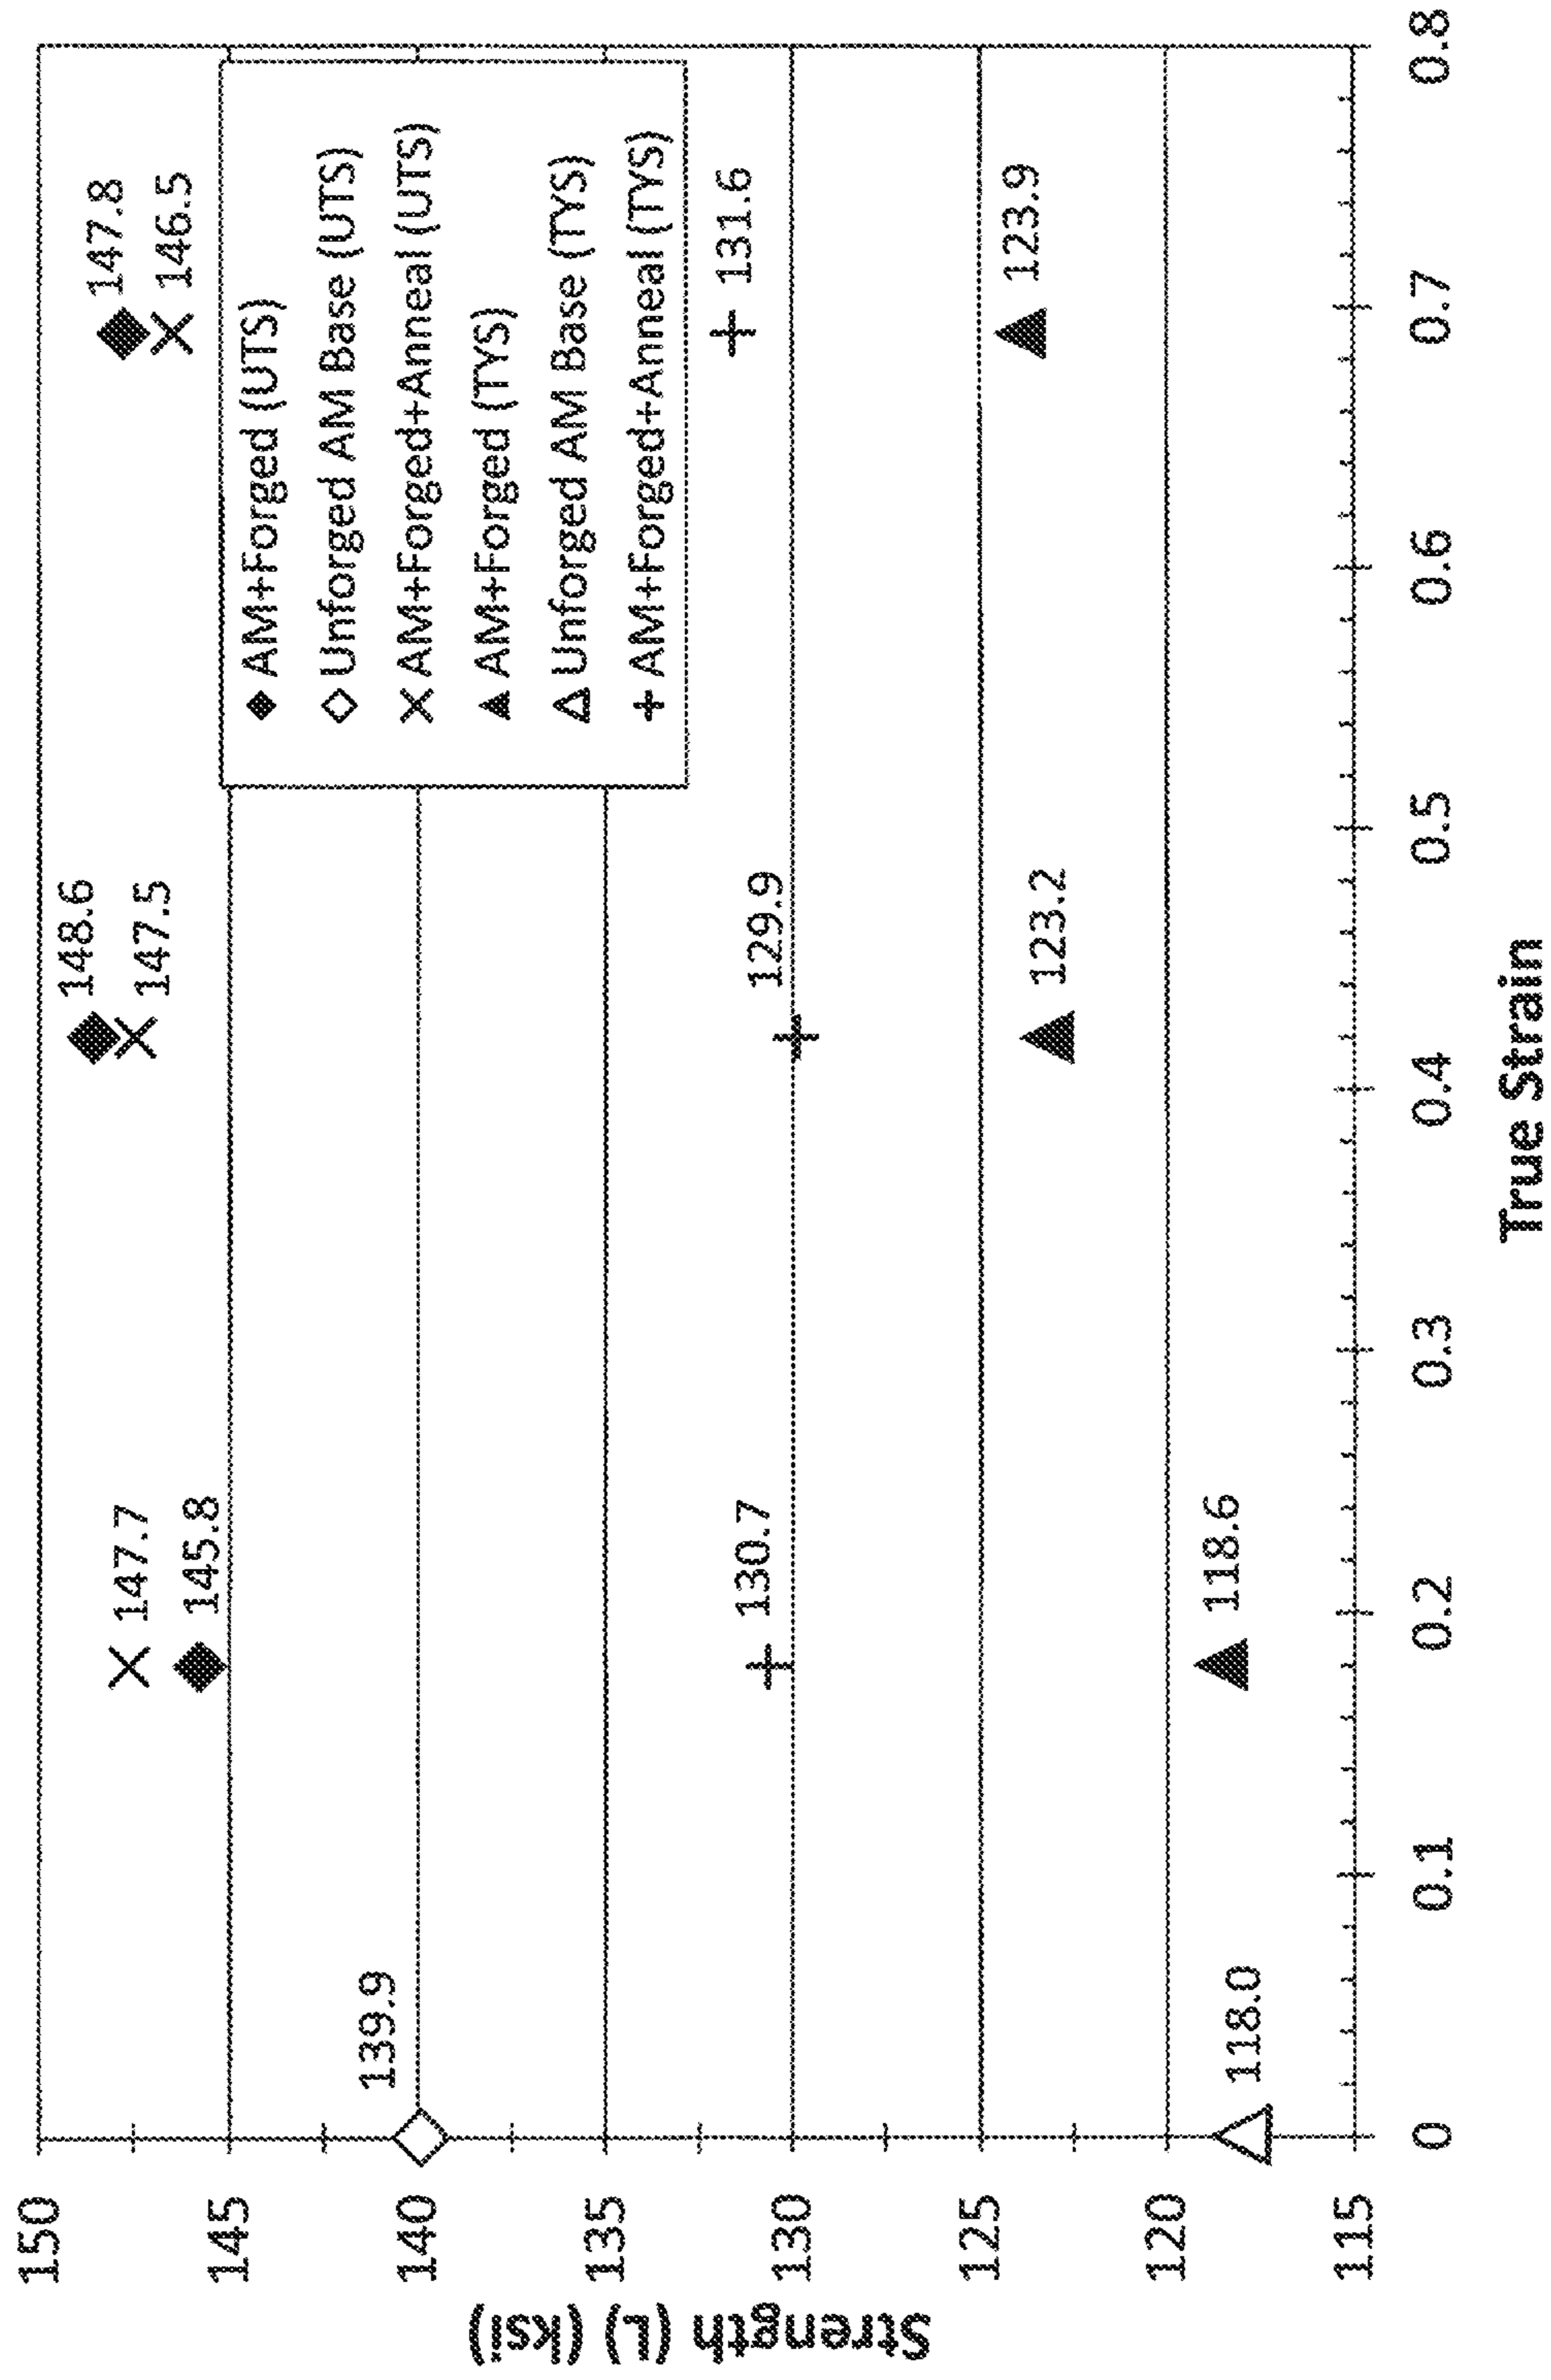 Strength (L) (ksi)
150
145
140
135
130
125
120
115
147.7
145.8
148.6
147.5
147.8
146.5
139.9
130.7
129.9
131.6
118.0
118.6
123.2
123.9
AM+Forged (UTS)
Unforged AM Base (UTS)
AM+Forged+Anneal (UTS)
AM+Forged (TYS)
Unforged AM Base (TYS)
AM+Forged+Anneal (TYS)
0 0.1 0.2 0.3 0.4 0.5 0.6 0.7 0.8
True Strain